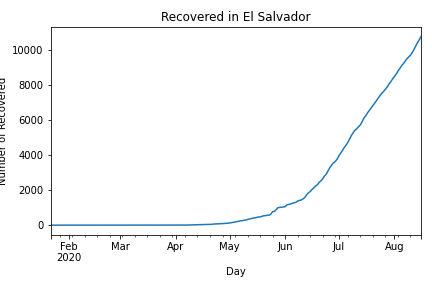 Recovered in El Salvador
Number of Recovered
10000
8000
6000
4000
2000
0
Feb Mar Apr May Jun Jul Aug
2020
Day